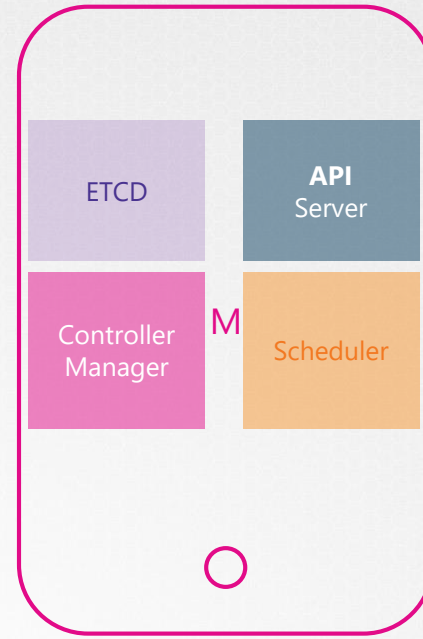 ETCD
API
Server
Controller
Manager
M
Scheduler